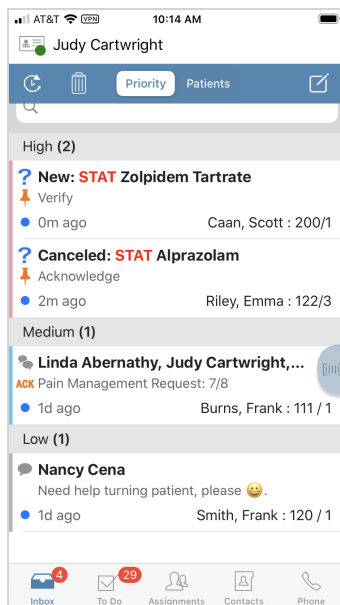 AT&T VPN 10:14 AM
Judy Cartwright
Priority Patients
High (2)
New: STAT Zolpidem Tartrate
Verify
0m ago Caan, Scott : 200/1
Canceled: STAT Alprazolam
Acknowledge
2m ago Riley, Emma : 122/3
Medium (1)
Linda Abernathy, Judy Cartwright,...
ACK Pain Management Request: 7/8
1d ago Burns, Frank : 111 / 1
Low (1)
Nancy Cena
Need help turning patient, please 😀.
1d ago Smith, Frank : 120 / 1
4 29
Inbox To Do Assignments Contacts Phone